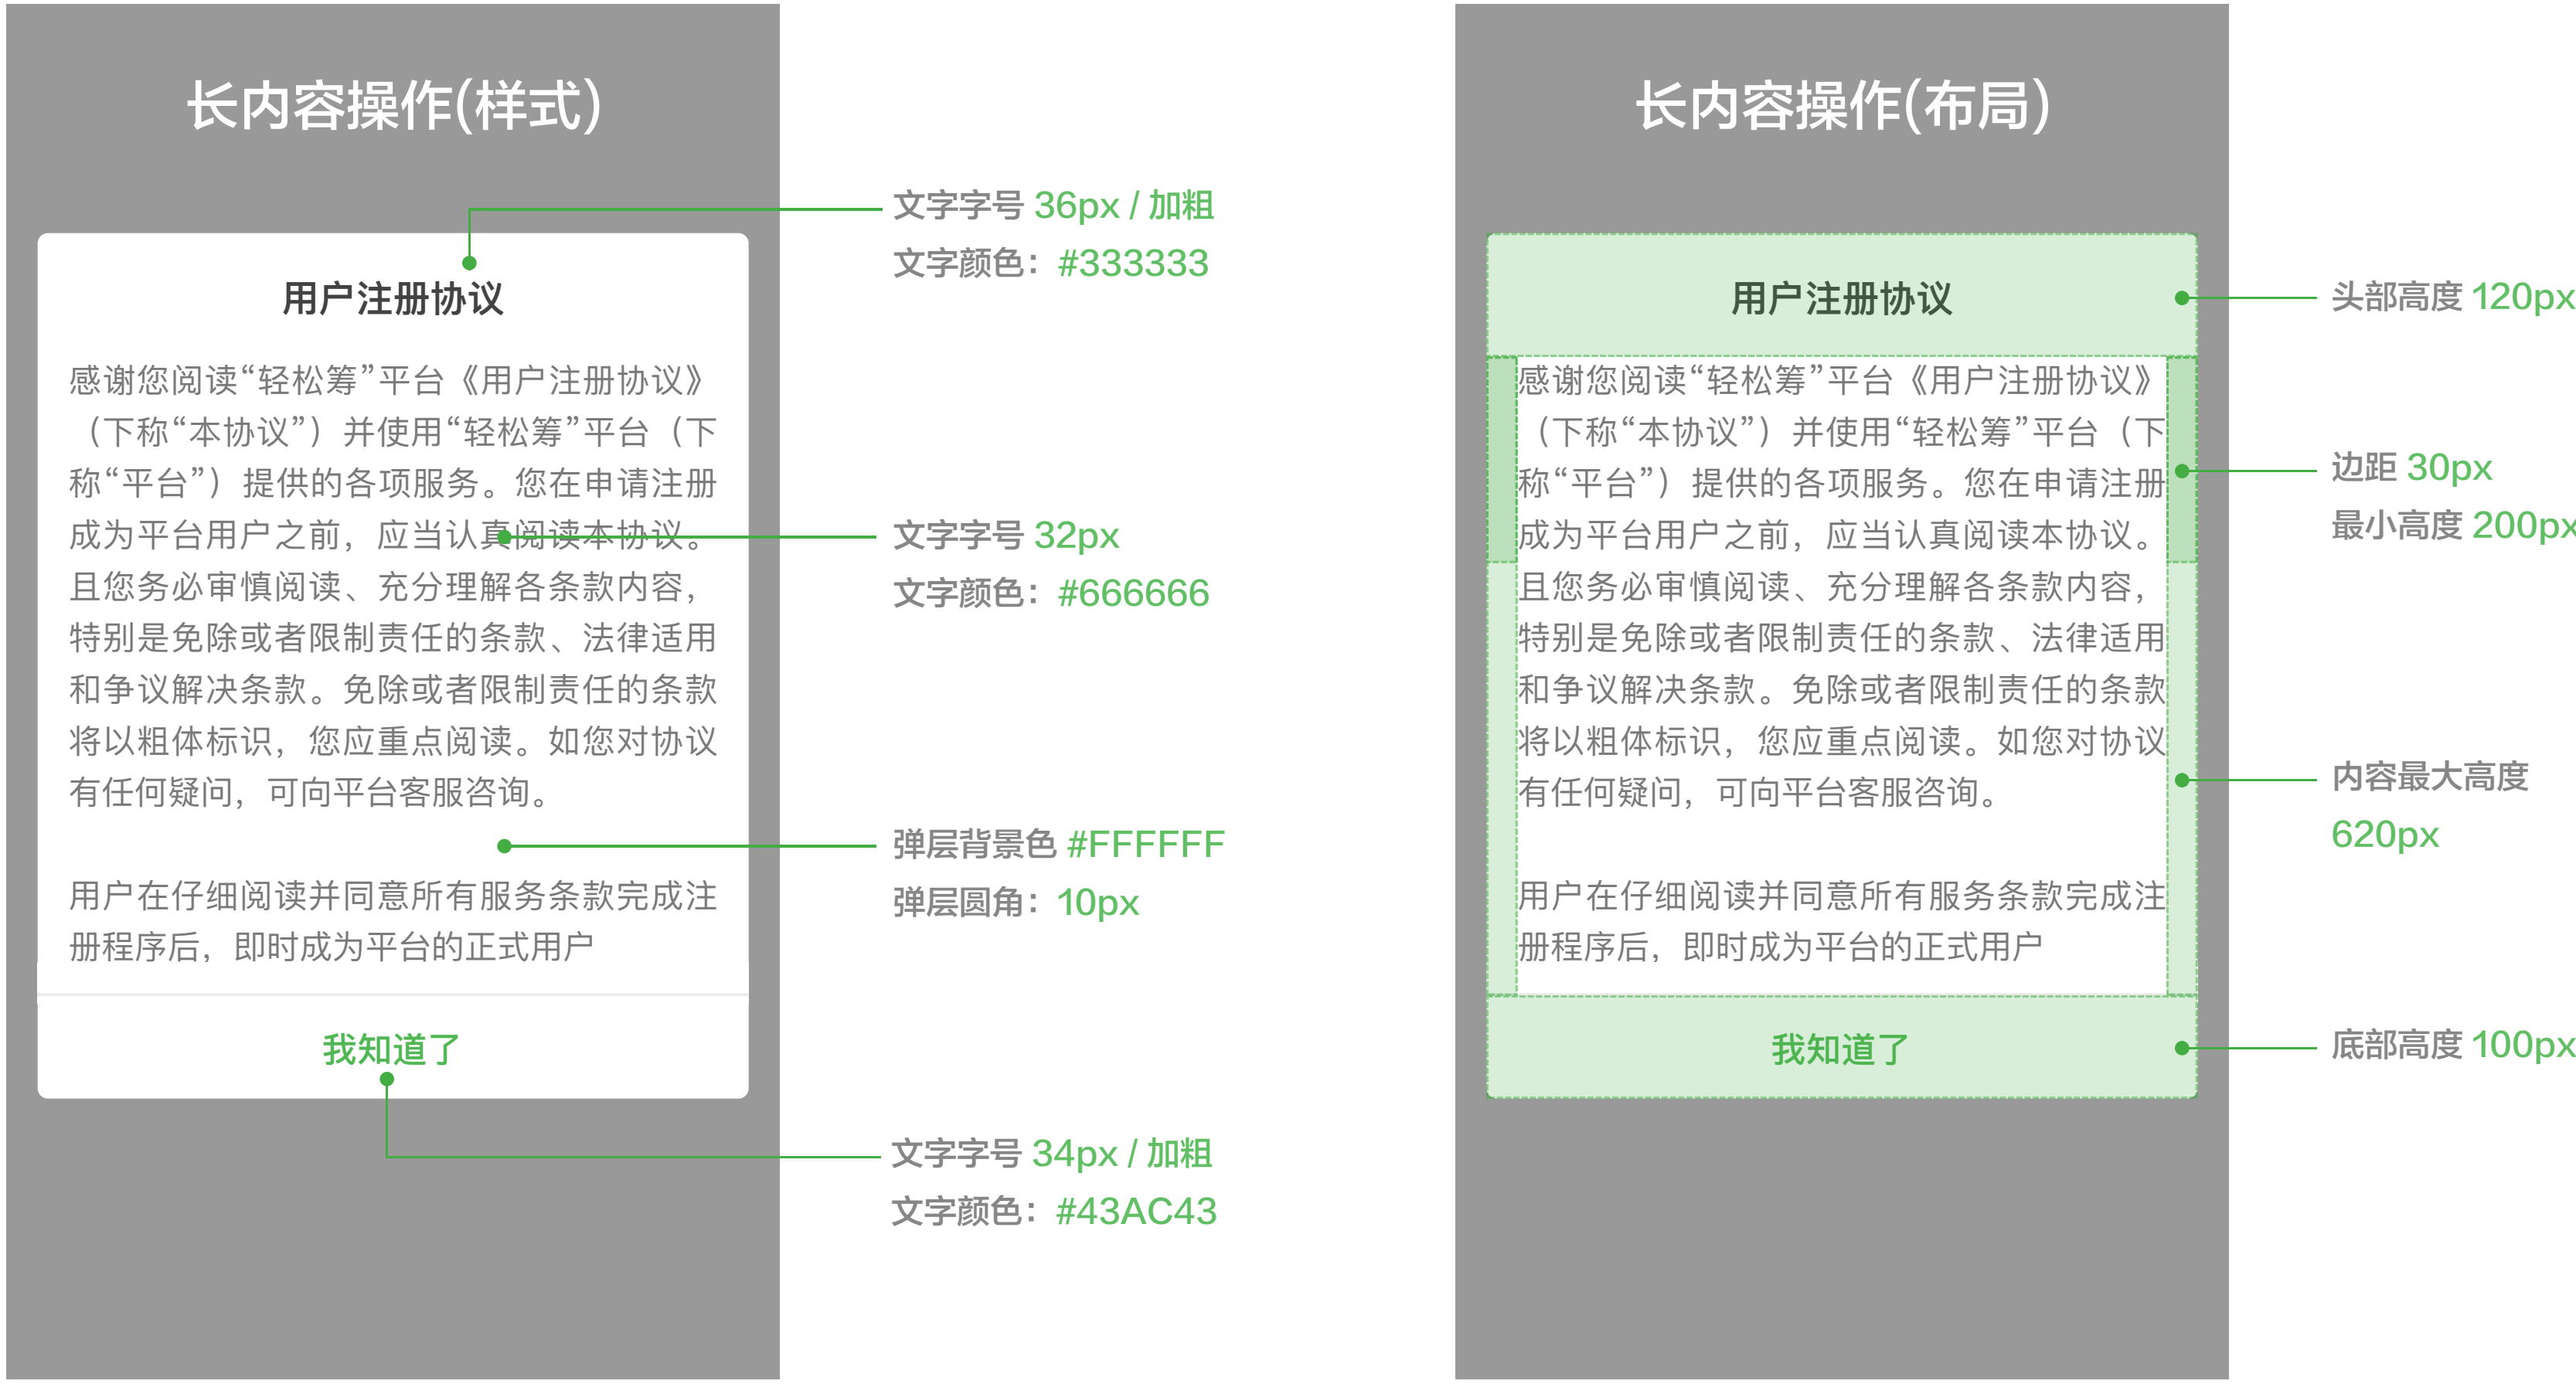 长内容操作(样式)
文字字号 36px / 加粗
文字颜色：#333333
用户注册协议
感谢您阅读“轻松筹”平台《用户注册协议》
（下称“本协议”）并使用“轻松筹”平台（下
称“平台”）提供的各项服务。您在申请注册
成为平台用户之前，应当认真阅读本协议。
且您务必审慎阅读、充分理解各条款内容，
特别是免除或者限制责任的条款、法律适用
和争议解决条款。免除或者限制责任的条款
将以粗体标识，您应重点阅读。如您对协议
有任何疑问，可向平台客服咨询。
用户在仔细阅读并同意所有服务条款完成注
册程序后，即时成为平台的正式用户
我知道了
文字字号 32px
文字颜色：#666666
弹层背景色 #FFFFFF
弹层圆角：10px
文字字号 34px / 加粗
文字颜色：#43AC43
长内容操作(布局)
用户注册协议
感谢您阅读“轻松筹”平台《用户注册协议》
（下称“本协议”）并使用“轻松筹”平台（下
称“平台”）提供的各项服务。您在申请注册
成为平台用户之前，应当认真阅读本协议。
且您务必审慎阅读、充分理解各条款内容，
特别是免除或者限制责任的条款、法律适用
和争议解决条款。免除或者限制责任的条款
将以粗体标识，您应重点阅读。如您对协议
有任何疑问，可向平台客服咨询。
用户在仔细阅读并同意所有服务条款完成注
册程序后，即时成为平台的正式用户
我知道了
头部高度 120px
边距 30px
最小高度 200px
内容最大高度
620px
底部高度 100px